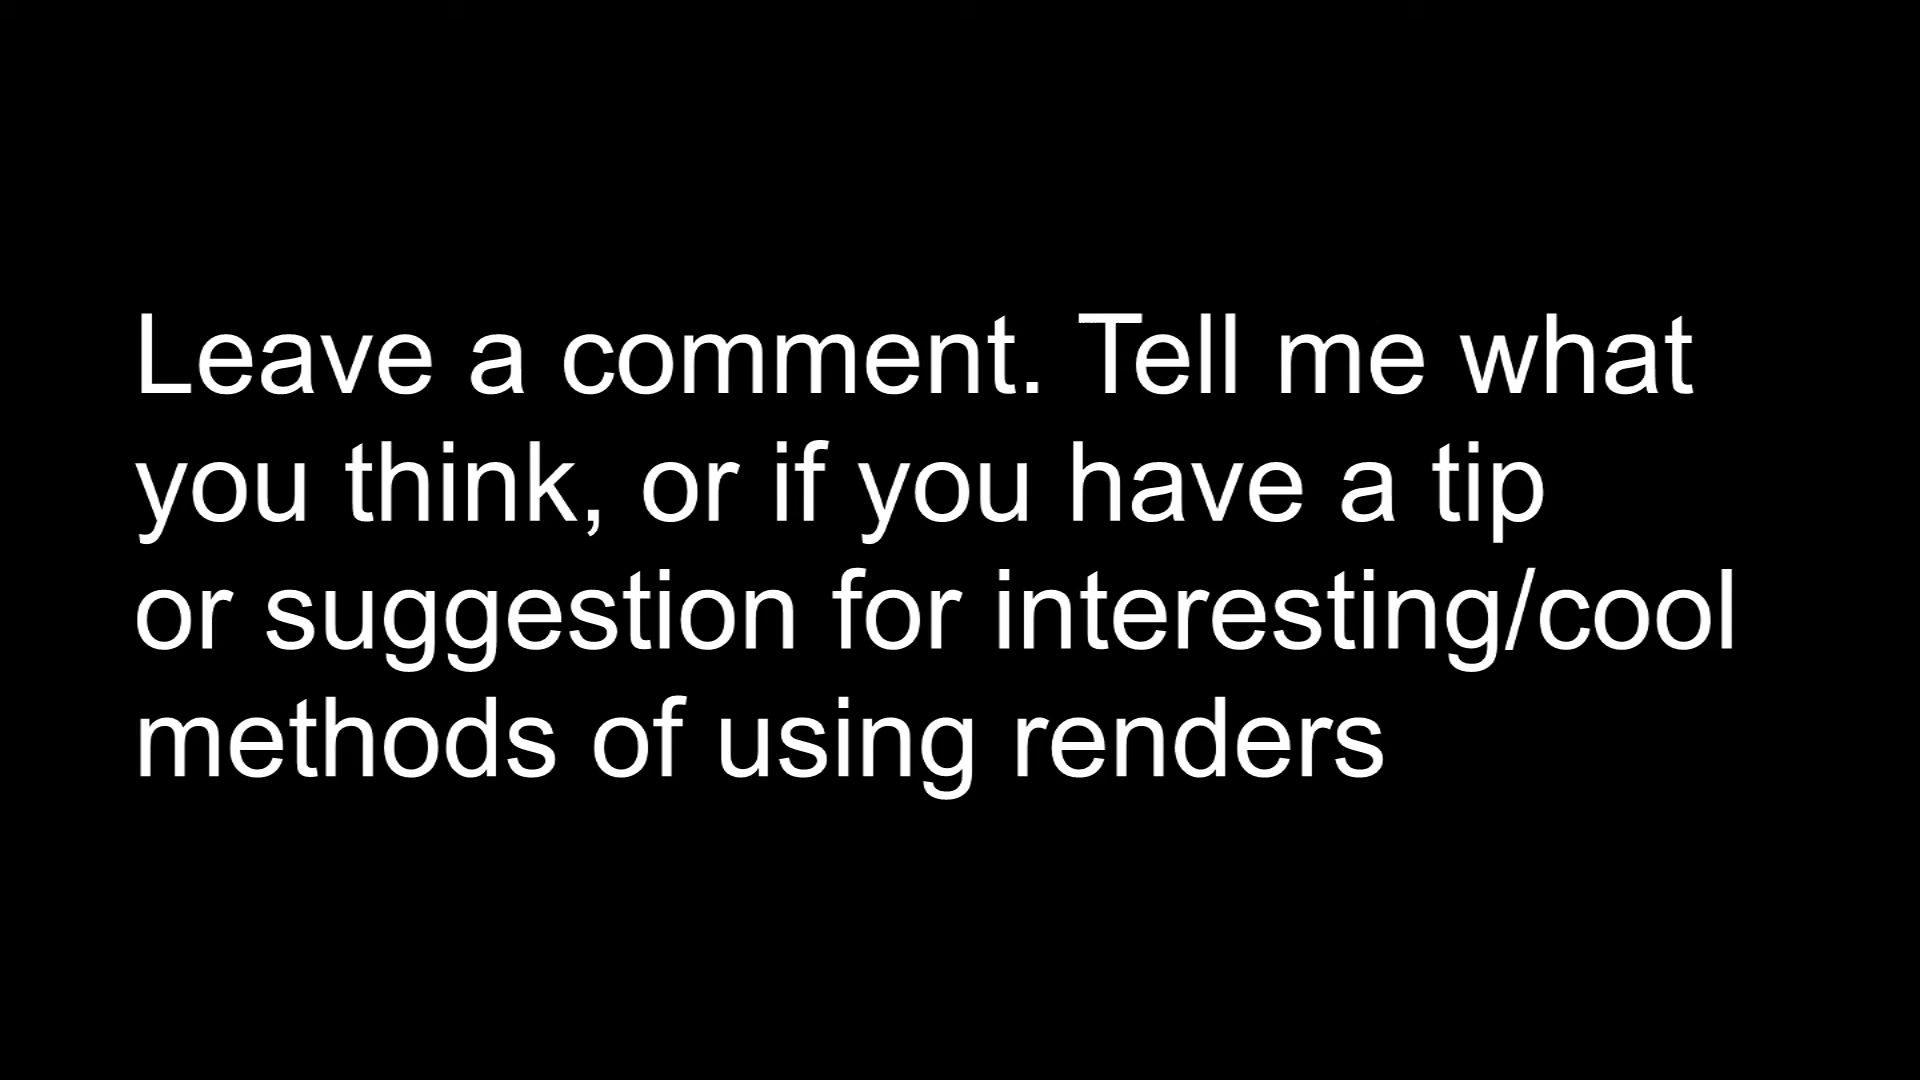 Leave a comment. Tell me what
you think, or if you have a tip
or suggestion for interesting/cool
methods of using renders